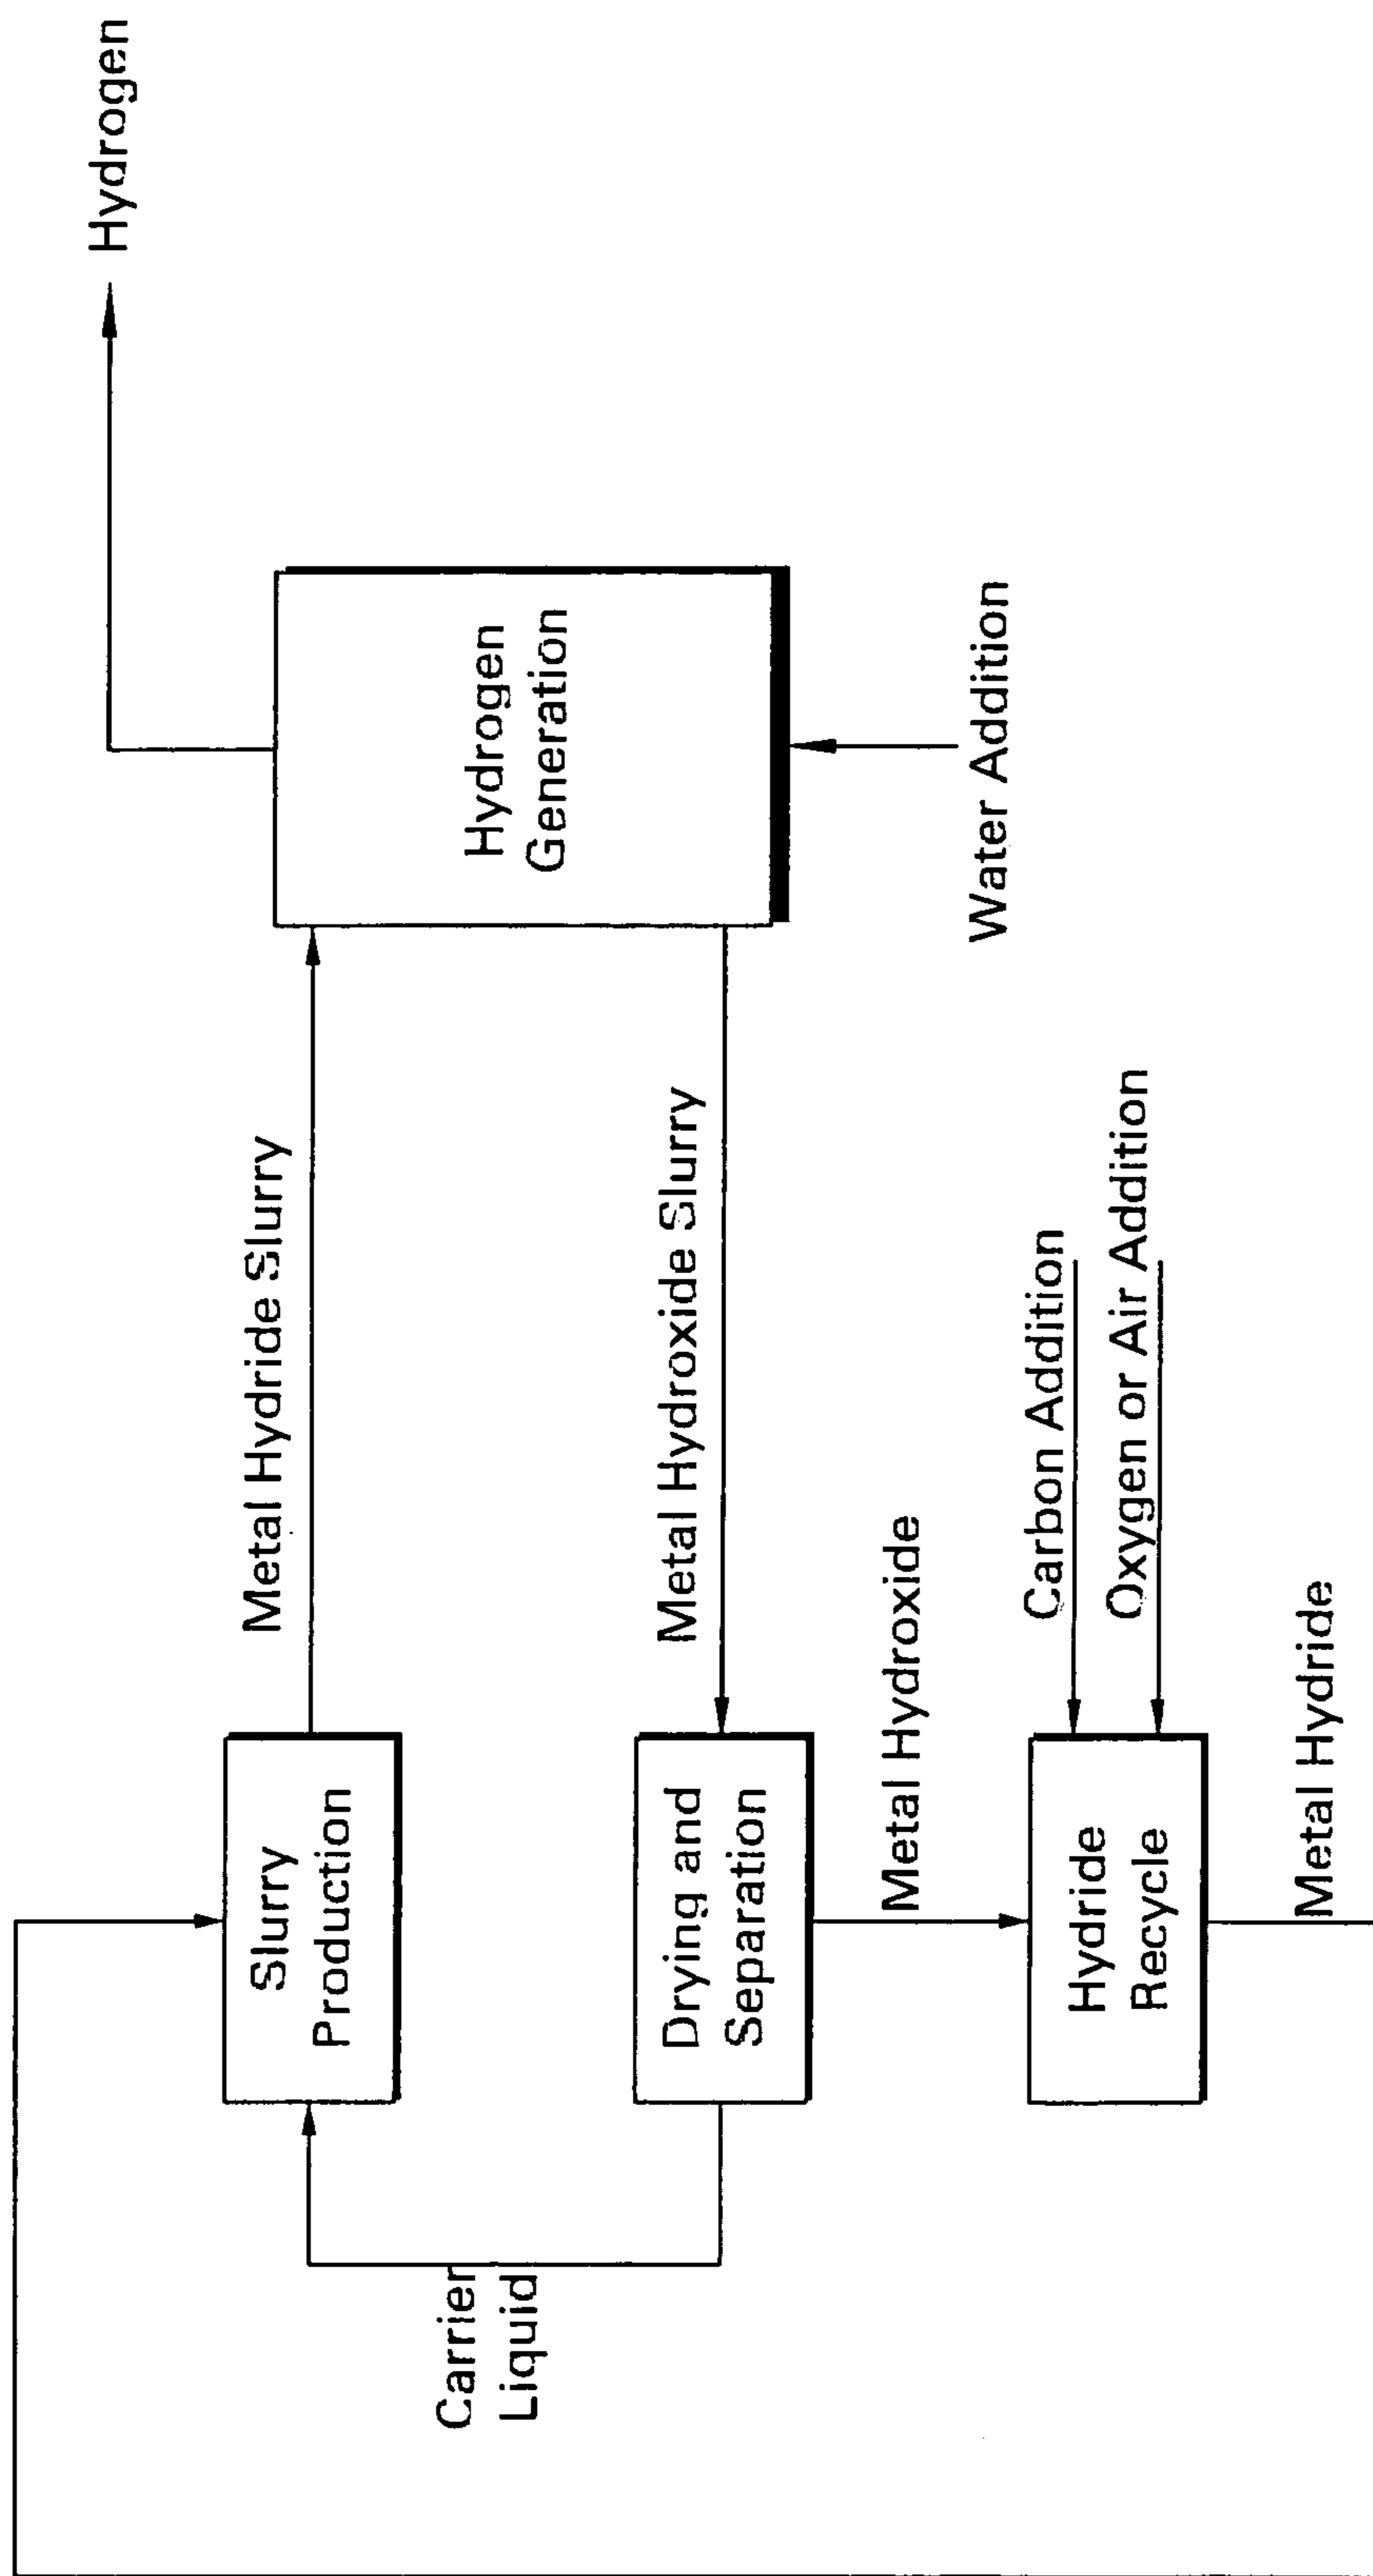 Hydrogen
Metal Hydride Slurry
Slurry
Production
Hydrogen
Generation
Carrier
Liquid
Metal Hydroxide Slurry
Drying and
Separation
Metal Hydroxide
Water Addition
Carbon Addition
Oxygen or Air Addition
Hydride
Recycle
Metal Hydride